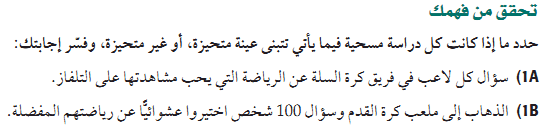 تحقق من فهمك
حدد ما إذا كانت كل دراسة مسحية فيما يأتي تتبنى عينة متحيزة، أو غير متحيزة، وفسّر إجابتك:
1A) سؤال كل لاعب في فريق كرة السلة عن الرياضة التي يحب مشاهدتها على التلفاز.
1B) الذهاب إلى ملعب كرة القدم وسؤال 100 شخص اختيروا عشوائيًّا عن رياضتهم المفضلة.